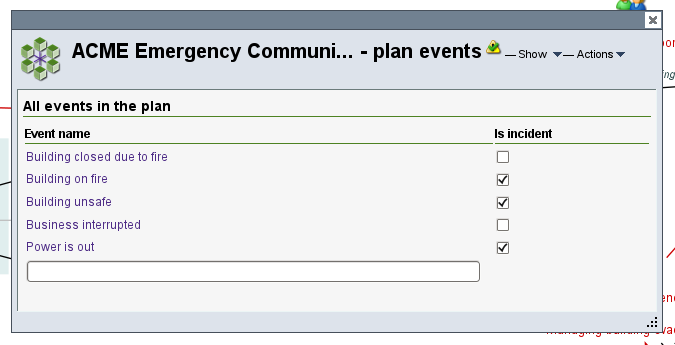 ACME Emergency Communi... - plan events — Show — Actions
All events in the plan
Event name Is incident
Building closed due to fire
Building on fire
Building unsafe
Business interrupted
Power is out